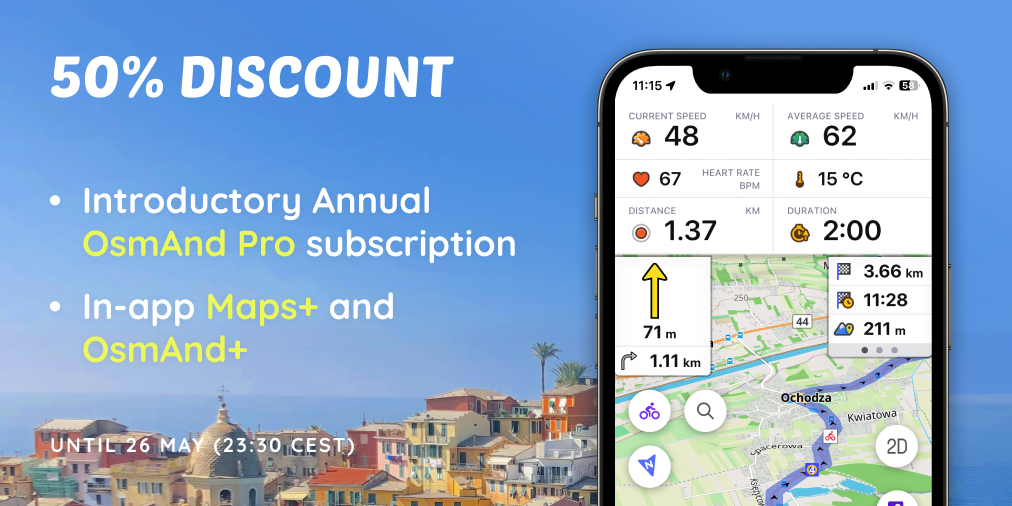 50% DISCOUNT
• Introductory Annual
OsmAnd Pro subscription
• In-app Maps+ and
OsmAnd+
UNTIL 26 MAY (23:30 CEST)
11:15
CURRENT SPEED KM/H
48
AVERAGE SPEED KM/H
62
67 HEART RATE
BPM
15 °C
DISTANCE KM
1.37
DURATION
2:00
71 m
1.11 km
3.66 km
11:28
211 m
250
44
Ochodza
Kwiatowa
Spacerowa
4
2D